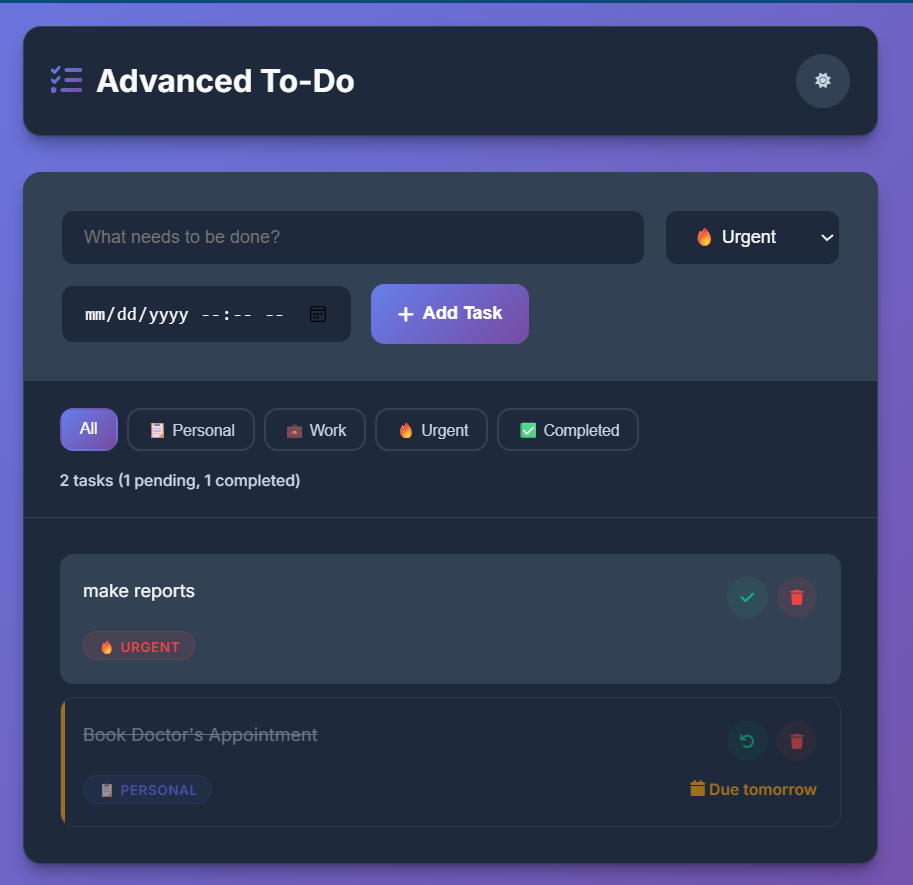 Advanced To-Do
What needs to be done?
Urgent
mm/dd/yyyy --:-- --
Add Task
All
Personal
Work
Urgent
Completed
2 tasks (1 pending, 1 completed)
make reports
URGENT
Book Doctor's Appointment
PERSONAL
Due tomorrow